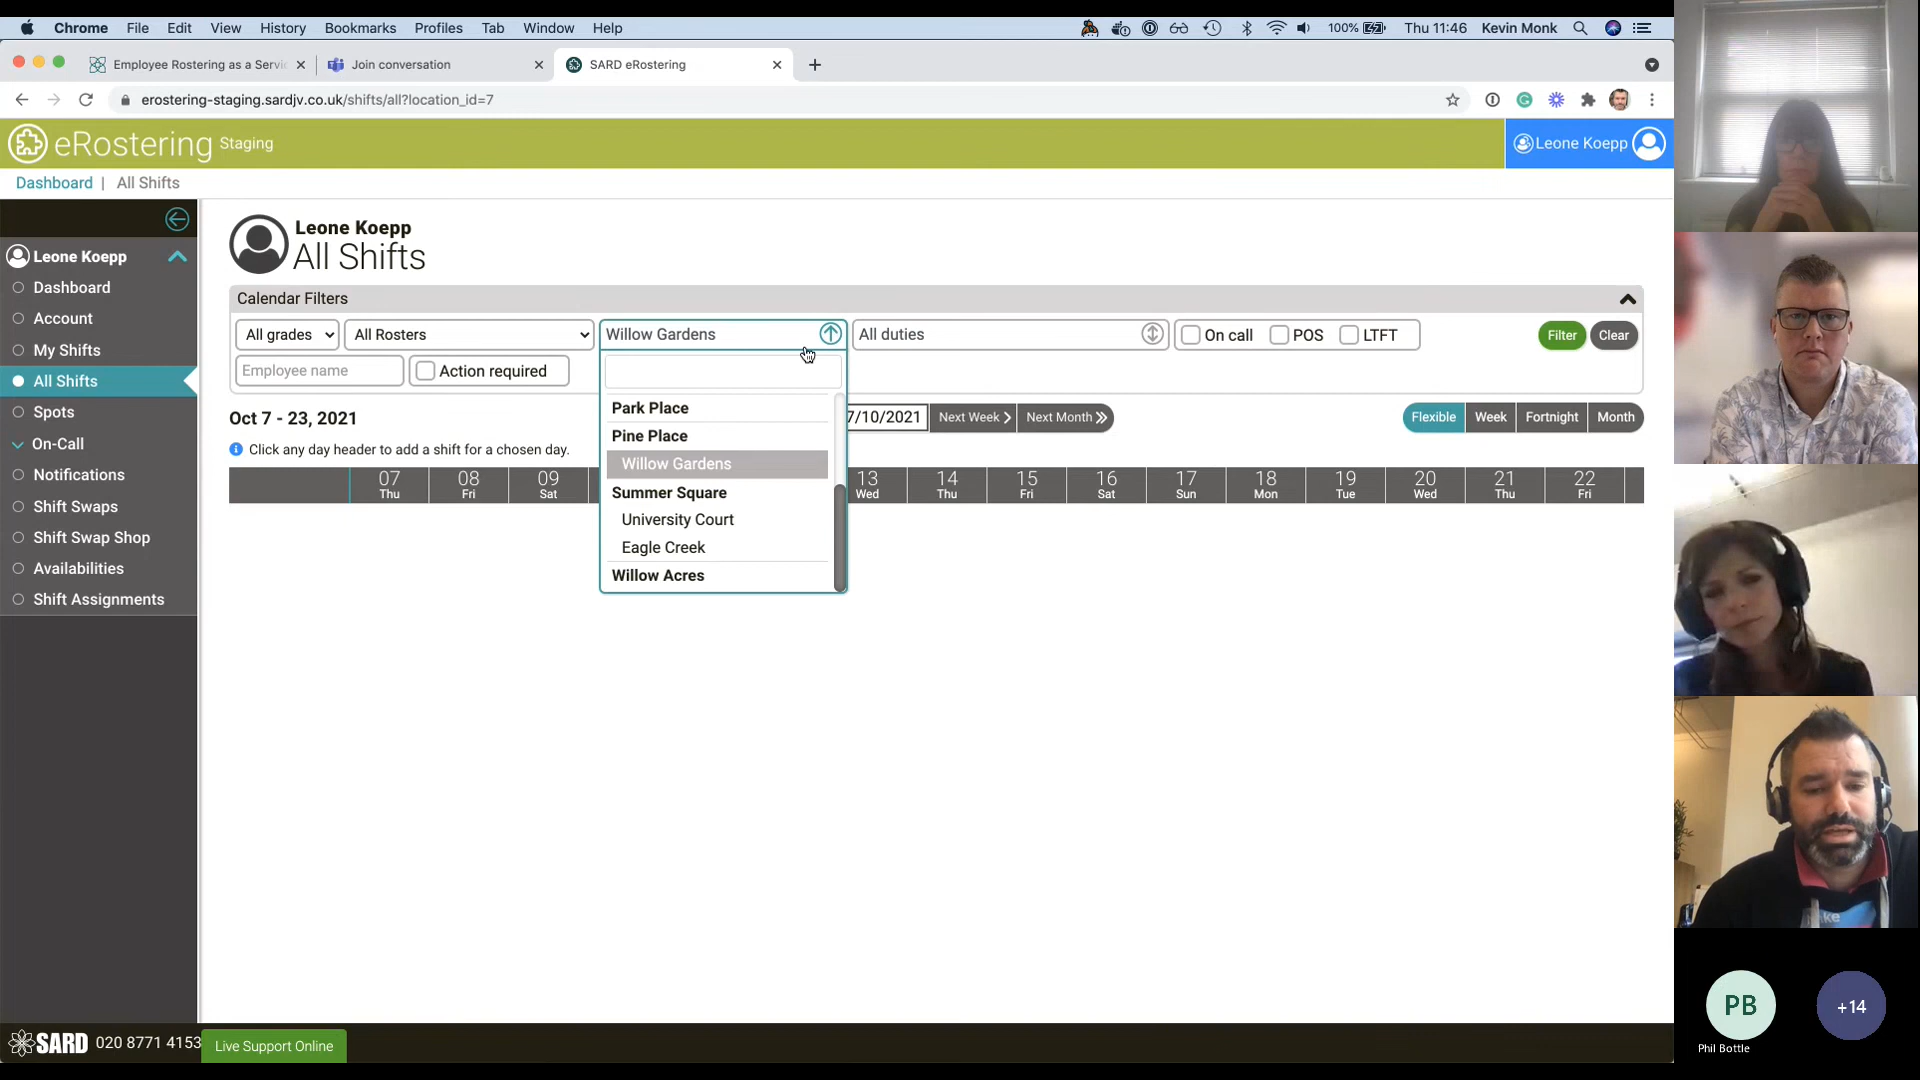 Chrome File Edit View History Bookmarks Profiles Tab Window Help 100% Thu 11:46 Kevin Monk
Employee Rostering as a Servic Join conversation SARD eRostering
erostering-staging.sardjv.co.uk/shifts/all?location_id=7
eRostering Staging Leone Koepp
Dashboard | All Shifts
Leone Koepp
Dashboard
Account
My Shifts
All Shifts
Spots
On-Call
Notifications
Shift Swaps
Shift Swap Shop
Availabilities
Shift Assignments
Leone Koepp
All Shifts
Calendar Filters
All grades All Rosters Willow Gardens All duties On call POS LTFT Filter Clear
Employee name Action required
Park Place
Pine Place
Willow Gardens
Summer Square
University Court
Eagle Creek
Willow Acres
Oct 7 - 23, 2021 7/10/2021 Next Week Next Month Flexible Week Fortnight Month
Click any day header to add a shift for a chosen day.
07 08 09 13 14 15 16 17 18 19 20 21 22
Thu Fri Sat Wed Thu Fri Sat Sun Mon Tue Wed Thu Fri
SARD 020 8771 4153 Live Support Online
PB +14
Phil Bottle